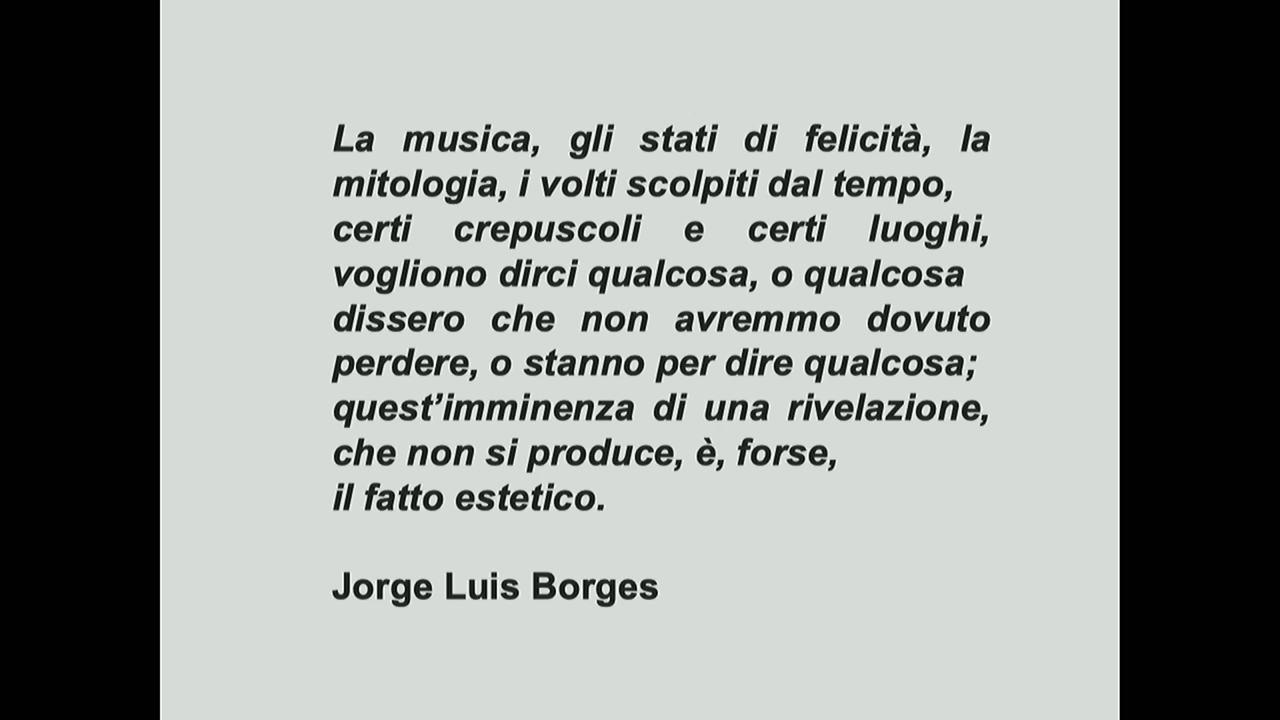 La musica, gli stati di felicità, la
mitologia, i volti scolpiti dal tempo,
certi crepuscoli e certi luoghi,
vogliono dirci qualcosa, o qualcosa
dissero che non avremmo dovuto
perdere, o stanno per dire qualcosa;
quest’imminenza di una rivelazione,
che non si produce, è, forse,
il fatto estetico.
Jorge Luis Borges